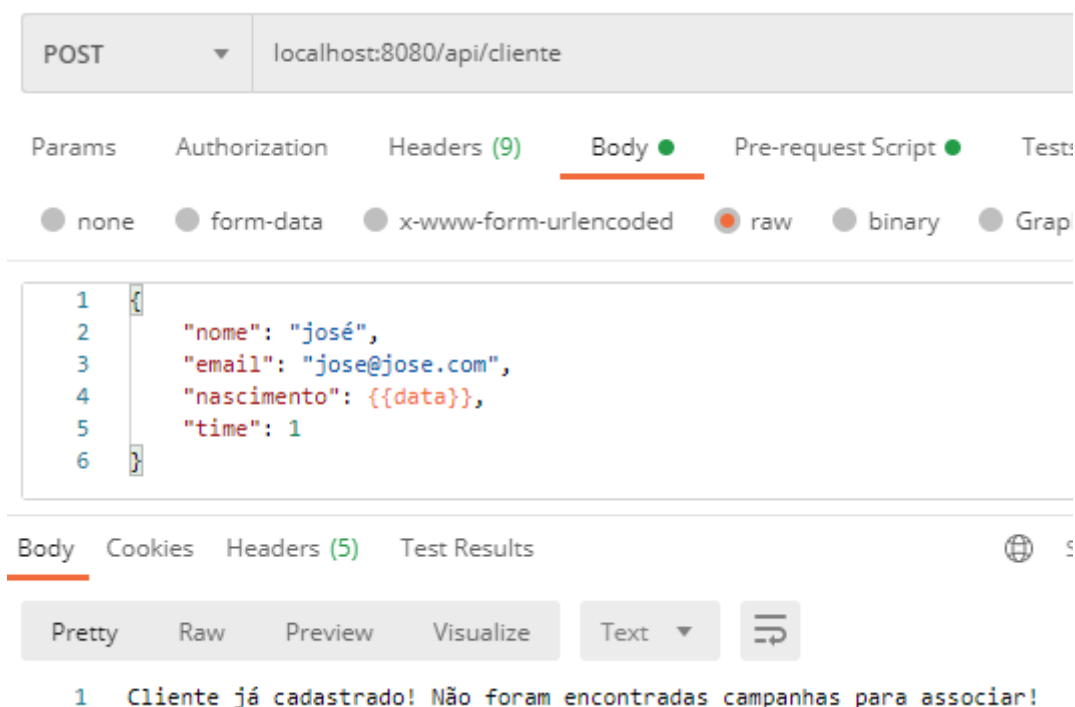 POST localhost:8080/api/cliente
Params Authorization Headers (9) Body Pre-request Script Tests
none form-data x-www-form-urlencoded raw binary Grap
1 {
2 "nome": "josé",
3 "email": "jose@jose.com",
4 "nascimento": {{data}},
5 "time": 1
6 }
Body Cookies Headers (5) Test Results S
Pretty Raw Preview Visualize Text
1 Cliente já cadastrado! Não foram encontradas campanhas para associar!